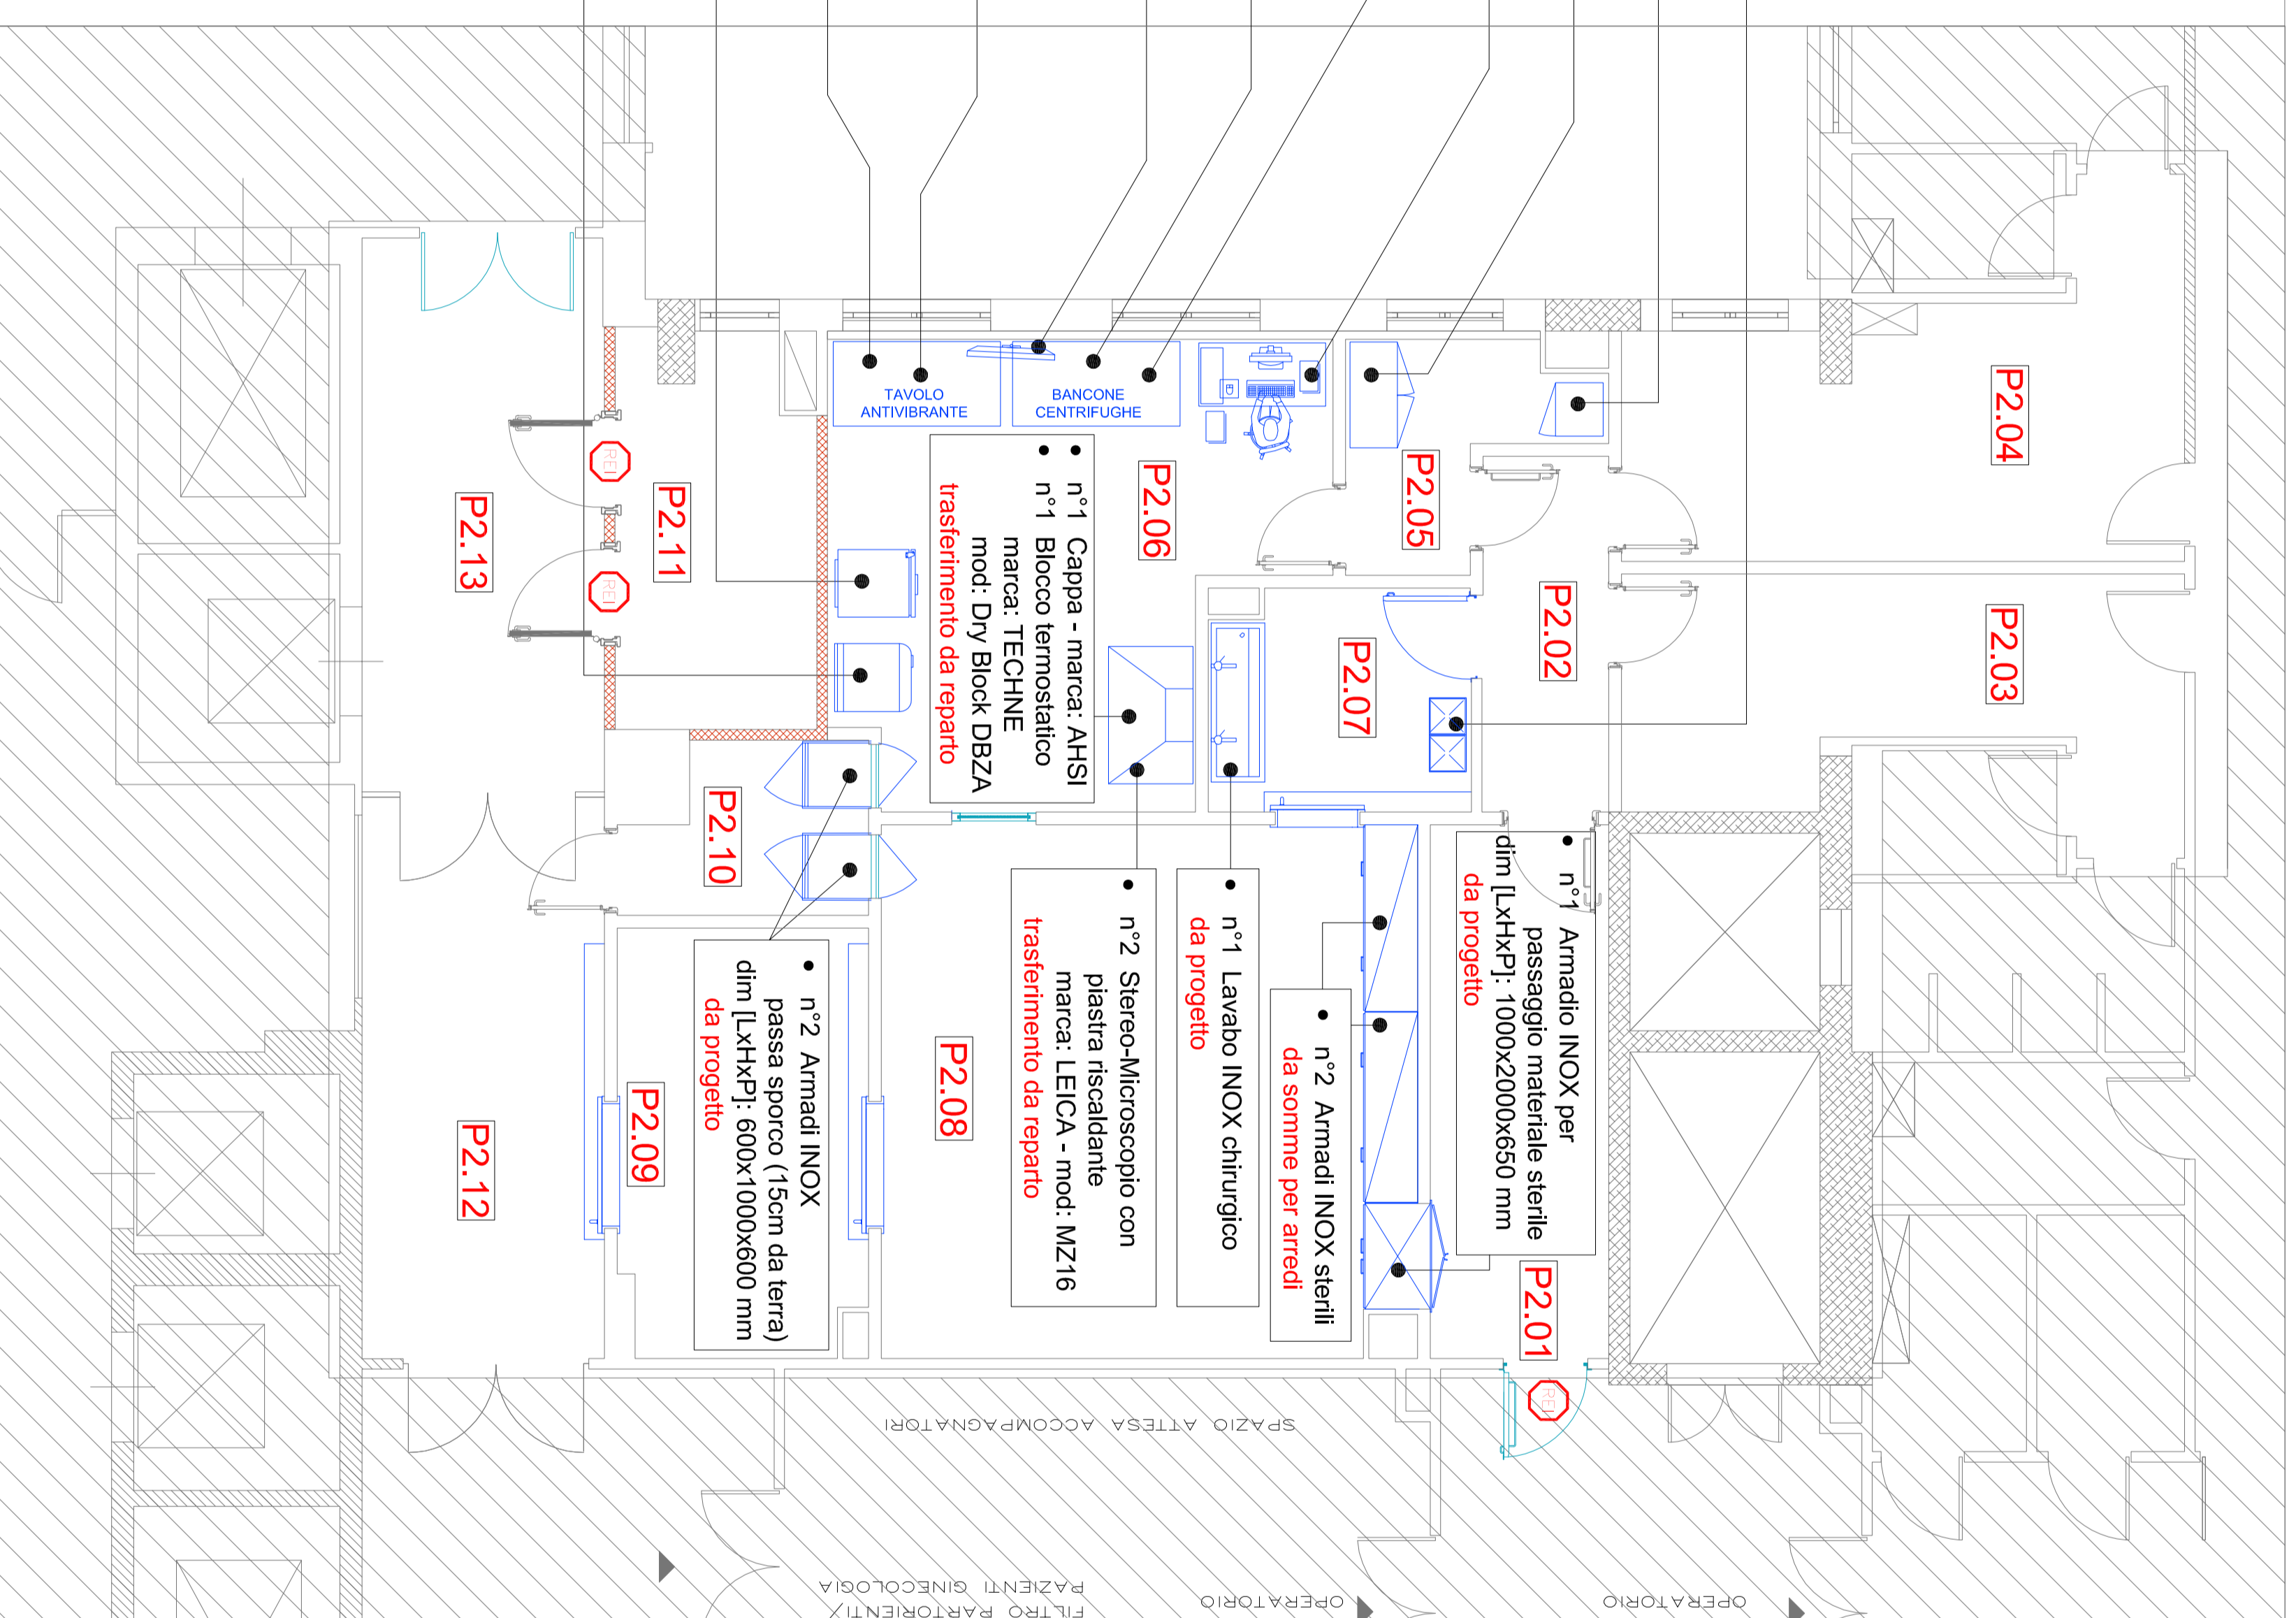 P2.04
P2.03
P2.02
P2.01
P2.05
P2.07
P2.06
P2.08
P2.11
P2.10
P2.09
P2.13
P2.12
TAVOLO
ANTIVIBRANTE
BANCONE
CENTRIFUGHE
• n°1 Cappa - marca: AHSI
• n°1 Blocco termostatico
marca: TECHNE
mod: Dry Block DBZA
trasferimento da reparto
• n°1 Armadio INOX per
passaggio materiale sterile
dim [LxHxP]: 1000x2000x650 mm
da progetto
• n°2 Armadi INOX sterili
da somme per arredi
• n°1 Lavabo INOX chirurgico
da progetto
• n°2 Stereo-Microscopio con
piastra riscaldante
marca: LEICA - mod: MZ16
trasferimento da reparto
• n°2 Armadi INOX
passa sporco (15cm da terra)
dim [LxHxP]: 600x1000x600 mm
da progetto
REI
REI
REI
SPAZIO ATTESA ACCOMPAGNATORI
FILTRO PARTORIENTI/
PAZIENTI GINECOLOGIA
OPERATORIO
OPERATORIO